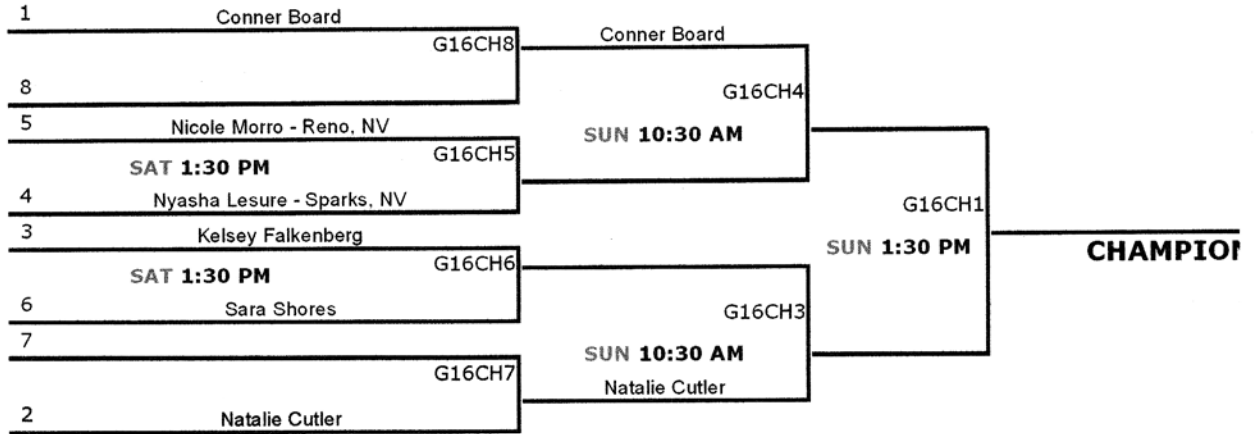 1
Conner Board
G16CH8
8
Conner Board
G16CH4
SUN 10:30 AM
5
Nicole Morro - Reno, NV
SAT 1:30 PM
G16CH5
4
Nyasha Lesure - Sparks, NV
G16CH1
SUN 1:30 PM
CHAMPION
3
Kelsey Falkenberg
SAT 1:30 PM
G16CH6
6
Sara Shores
G16CH3
SUN 10:30 AM
Natalie Cutler
7
G16CH7
2
Natalie Cutler